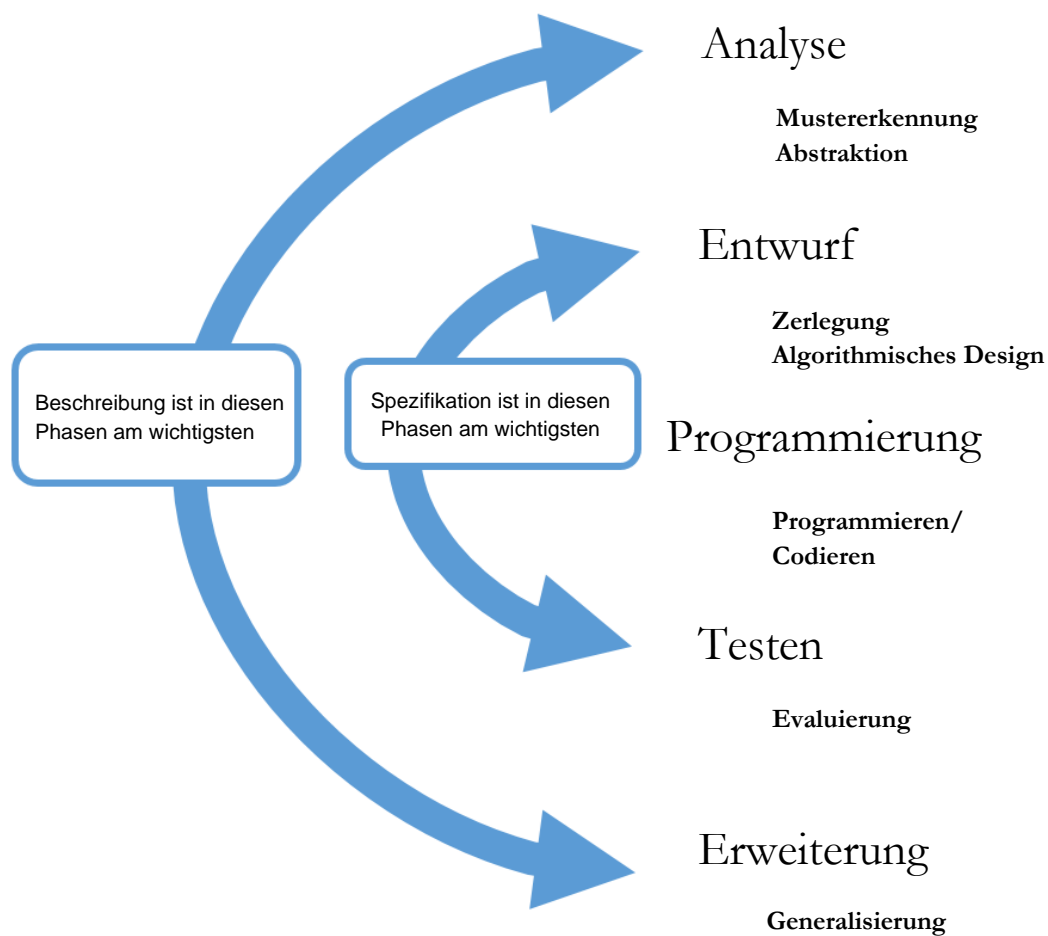 Analyse
Mustererkennung
Abstraktion
Entwurf
Zerlegung
Algorithmisches Design
Beschreibung ist in diesen
Phasen am wichtigsten
Spezifikation ist in diesen
Phasen am wichtigsten
Programmierung
Programmieren/
Codieren
Testen
Evaluierung
Erweiterung
Generalisierung